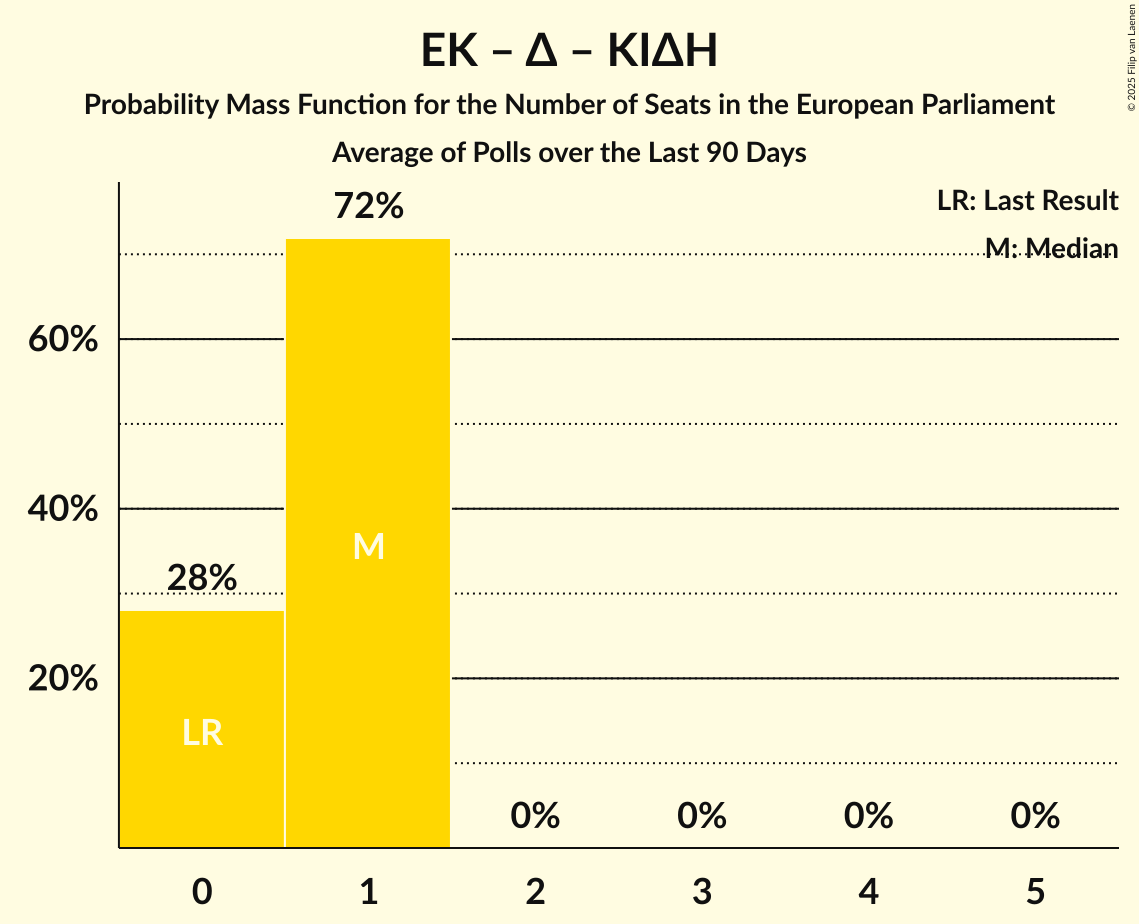 ΕΚ – Δ – ΚΙΔΗ
Probability Mass Function for the Number of Seats in the European Parliament
Average of Polls over the Last 90 Days
© 2025 Filip van Laenen
LR: Last Result
M: Median
72%
60%
40%
20%
28%
M
LR
0%
0%
0%
0%
0
1
2
3
4
5